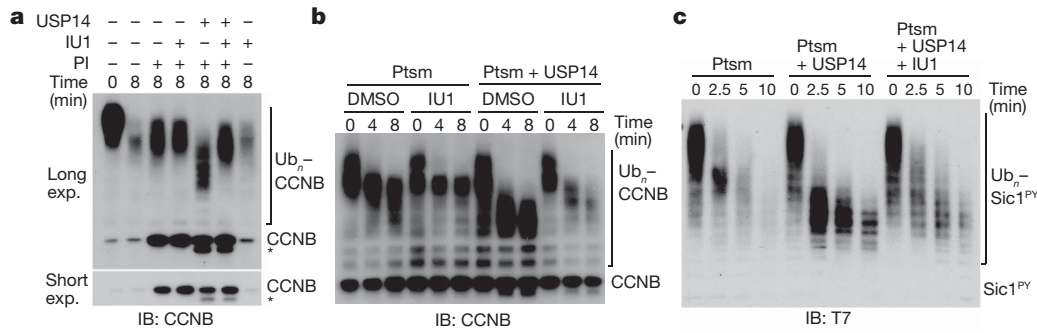 a
USP14 – – – – + + –
IU1 – – – + – + +
PI – – + + + + –
Time (min) 0 8 8 8 8 8 8
Long exp.
Ubn–CCNB
CCNB
*
Short exp.
CCNB
*
IB: CCNB
b
Ptsm Ptsm + USP14
DMSO IU1 DMSO IU1
0 4 8 0 4 8 0 4 8 0 4 8 Time (min)
Ubn–CCNB
CCNB
IB: CCNB
c
Ptsm
Ptsm + USP14
Ptsm + USP14 + IU1
0 2.5 5 10 0 2.5 5 10 0 2.5 5 10 Time (min)
Ubn–Sic1PY
Sic1PY
IB: T7